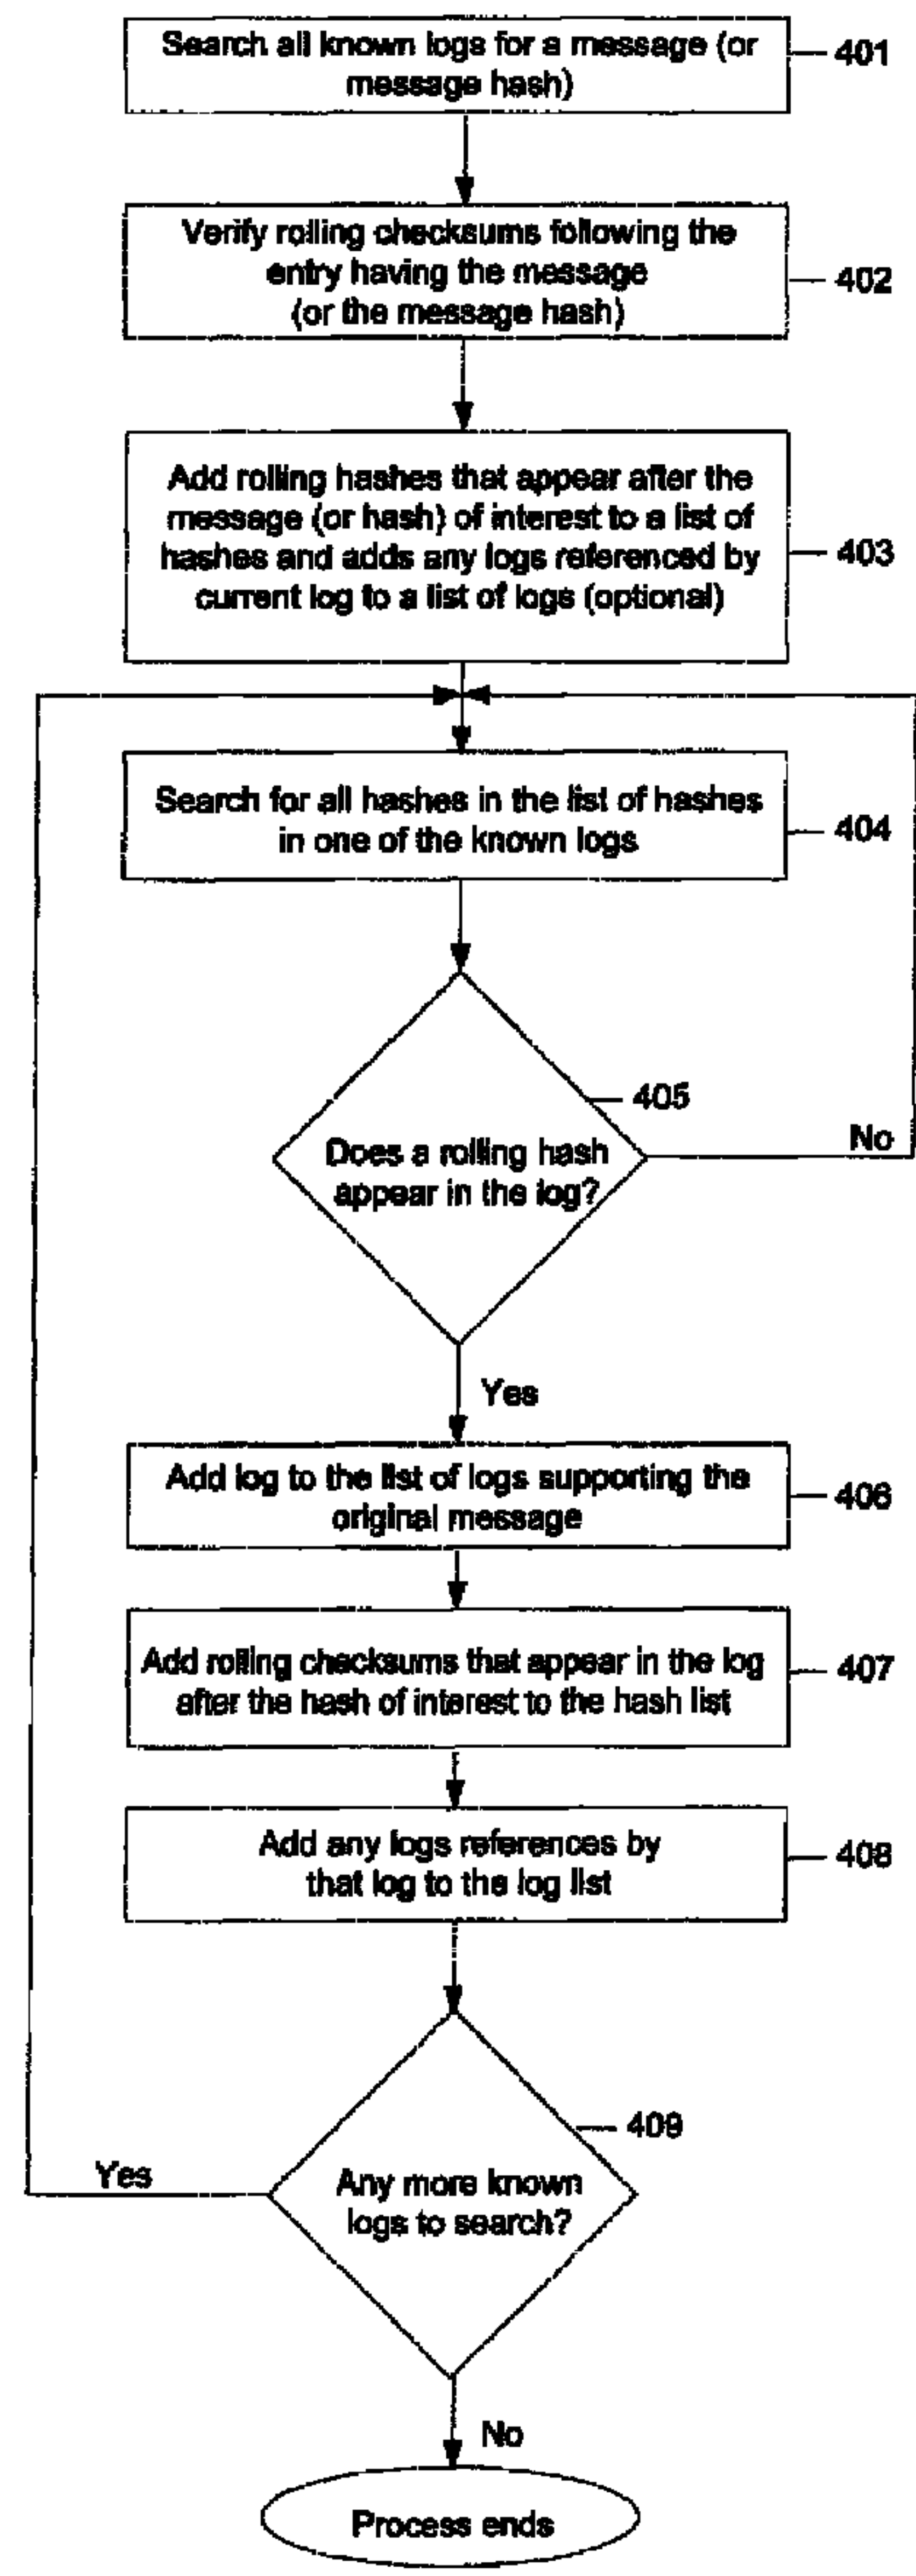 Search all known logs for a message (or
message hash)
401
Verify rolling checksums following the
entry having the message
(or the message hash)
402
Add rolling hashes that appear after the
message (or hash) of interest to a list of
hashes and adds any logs referenced by
current log to a list of logs (optional)
403
Search for all hashes in the list of hashes
in one of the known logs
404
405
Does a rolling hash
appear in the log?
No
Yes
Add log to the list of logs supporting the
original message
406
Add rolling checksums that appear in the log
after the hash of interest to the hash list
407
Add any logs references by
that log to the log list
408
409
Any more known
logs to search?
Yes
No
Process ends